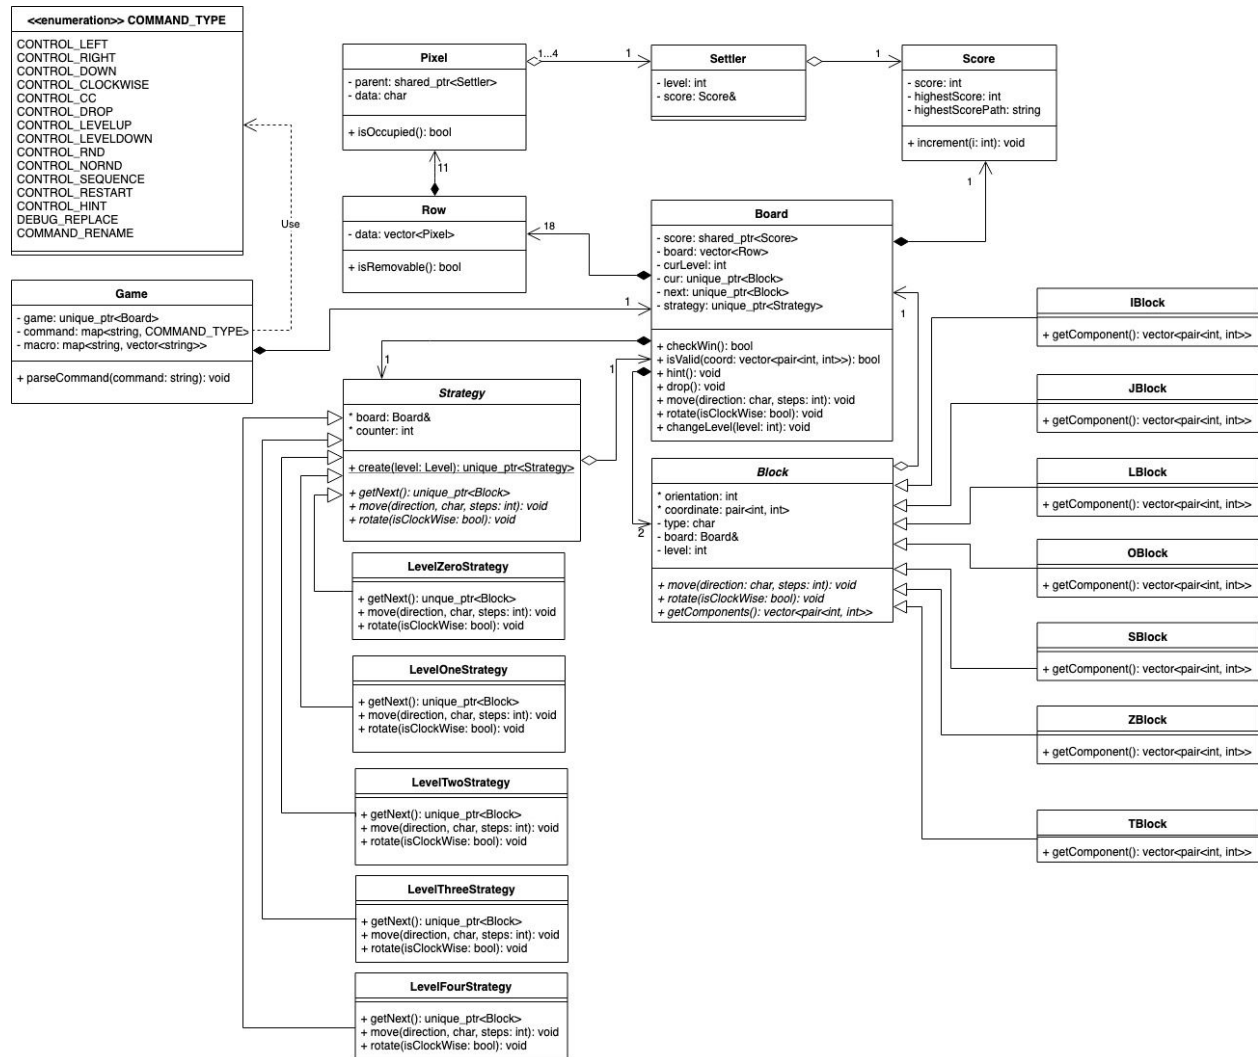 <<enumeration>> COMMAND_TYPE
CONTROL_LEFT
CONTROL_RIGHT
CONTROL_DOWN
CONTROL_CLOCKWISE
CONTROL_CC
CONTROL_DROP
CONTROL_LEVELUP
CONTROL_LEVELDOWN
CONTROL_RND
CONTROL_NORND
CONTROL_SEQUENCE
CONTROL_RESTART
CONTROL_HINT
DEBUG_REPLACE
COMMAND_RENAME
Use
Game
- game: unique_ptr<Board>
- command: map<string, COMMAND_TYPE>
- macro: map<string, vector<string>>
+ parseCommand(command: string): void
Pixel
- parent: shared_ptr<Settler>
- data: char
+ isOccupied(): bool
1...4
1
Settler
- level: int
- score: Score&
1
Score
- score: int
- highestScore: int
- highestScorePath: string
+ increment(i: int): void
11
Row
- data: vector<Pixel>
+ isRemovable(): bool
18
1
Board
- score: shared_ptr<Score>
- board: vector<Row>
- curLevel: int
- cur: unique_ptr<Block>
- next: unique_ptr<Block>
- strategy: unique_ptr<Strategy>
+ checkWin(): bool
+ isValid(coord: vector<pair<int, int>>): bool
+ hint(): void
+ drop(): void
+ move(direction: char, steps: int): void
+ rotate(isClockWise: bool): void
+ changeLevel(level: int): void
1
1
1
1
2
Strategy
* board: Board&
* counter: int
+ create(level: Level): unique_ptr<Strategy>
+ getNext(): unique_ptr<Block>
+ move(direction, char, steps: int): void
+ rotate(isClockWise: bool): void
Block
* orientation: int
* coordinate: pair<int, int>
- type: char
- board: Board&
- level: int
+ move(direction: char, steps: int): void
+ rotate(isClockWise: bool): void
+ getComponents(): vector<pair<int, int>>
LevelZeroStrategy
+ getNext(): unque_ptr<Block>
+ move(direction, char, steps: int): void
+ rotate(isClockWise: bool): void
LevelOneStrategy
+ getNext(): unique_ptr<Block>
+ move(direction, char, steps: int): void
+ rotate(isClockWise: bool): void
LevelTwoStrategy
+ getNext(): unique_ptr<Block>
+ move(direction, char, steps: int): void
+ rotate(isClockWise: bool): void
LevelThreeStrategy
+ getNext(): unique_ptr<Block>
+ move(direction, char, steps: int): void
+ rotate(isClockWise: bool): void
LevelFourStrategy
+ getNext(): unique_ptr<Block>
+ move(direction, char, steps: int): void
+ rotate(isClockWise: bool): void
IBlock
+ getComponent(): vector<pair<int, int>>
JBlock
+ getComponent(): vector<pair<int, int>>
LBlock
+ getComponent(): vector<pair<int, int>>
OBlock
+ getComponent(): vector<pair<int, int>>
SBlock
+ getComponent(): vector<pair<int, int>>
ZBlock
+ getComponent(): vector<pair<int, int>>
TBlock
+ getComponent(): vector<pair<int, int>>